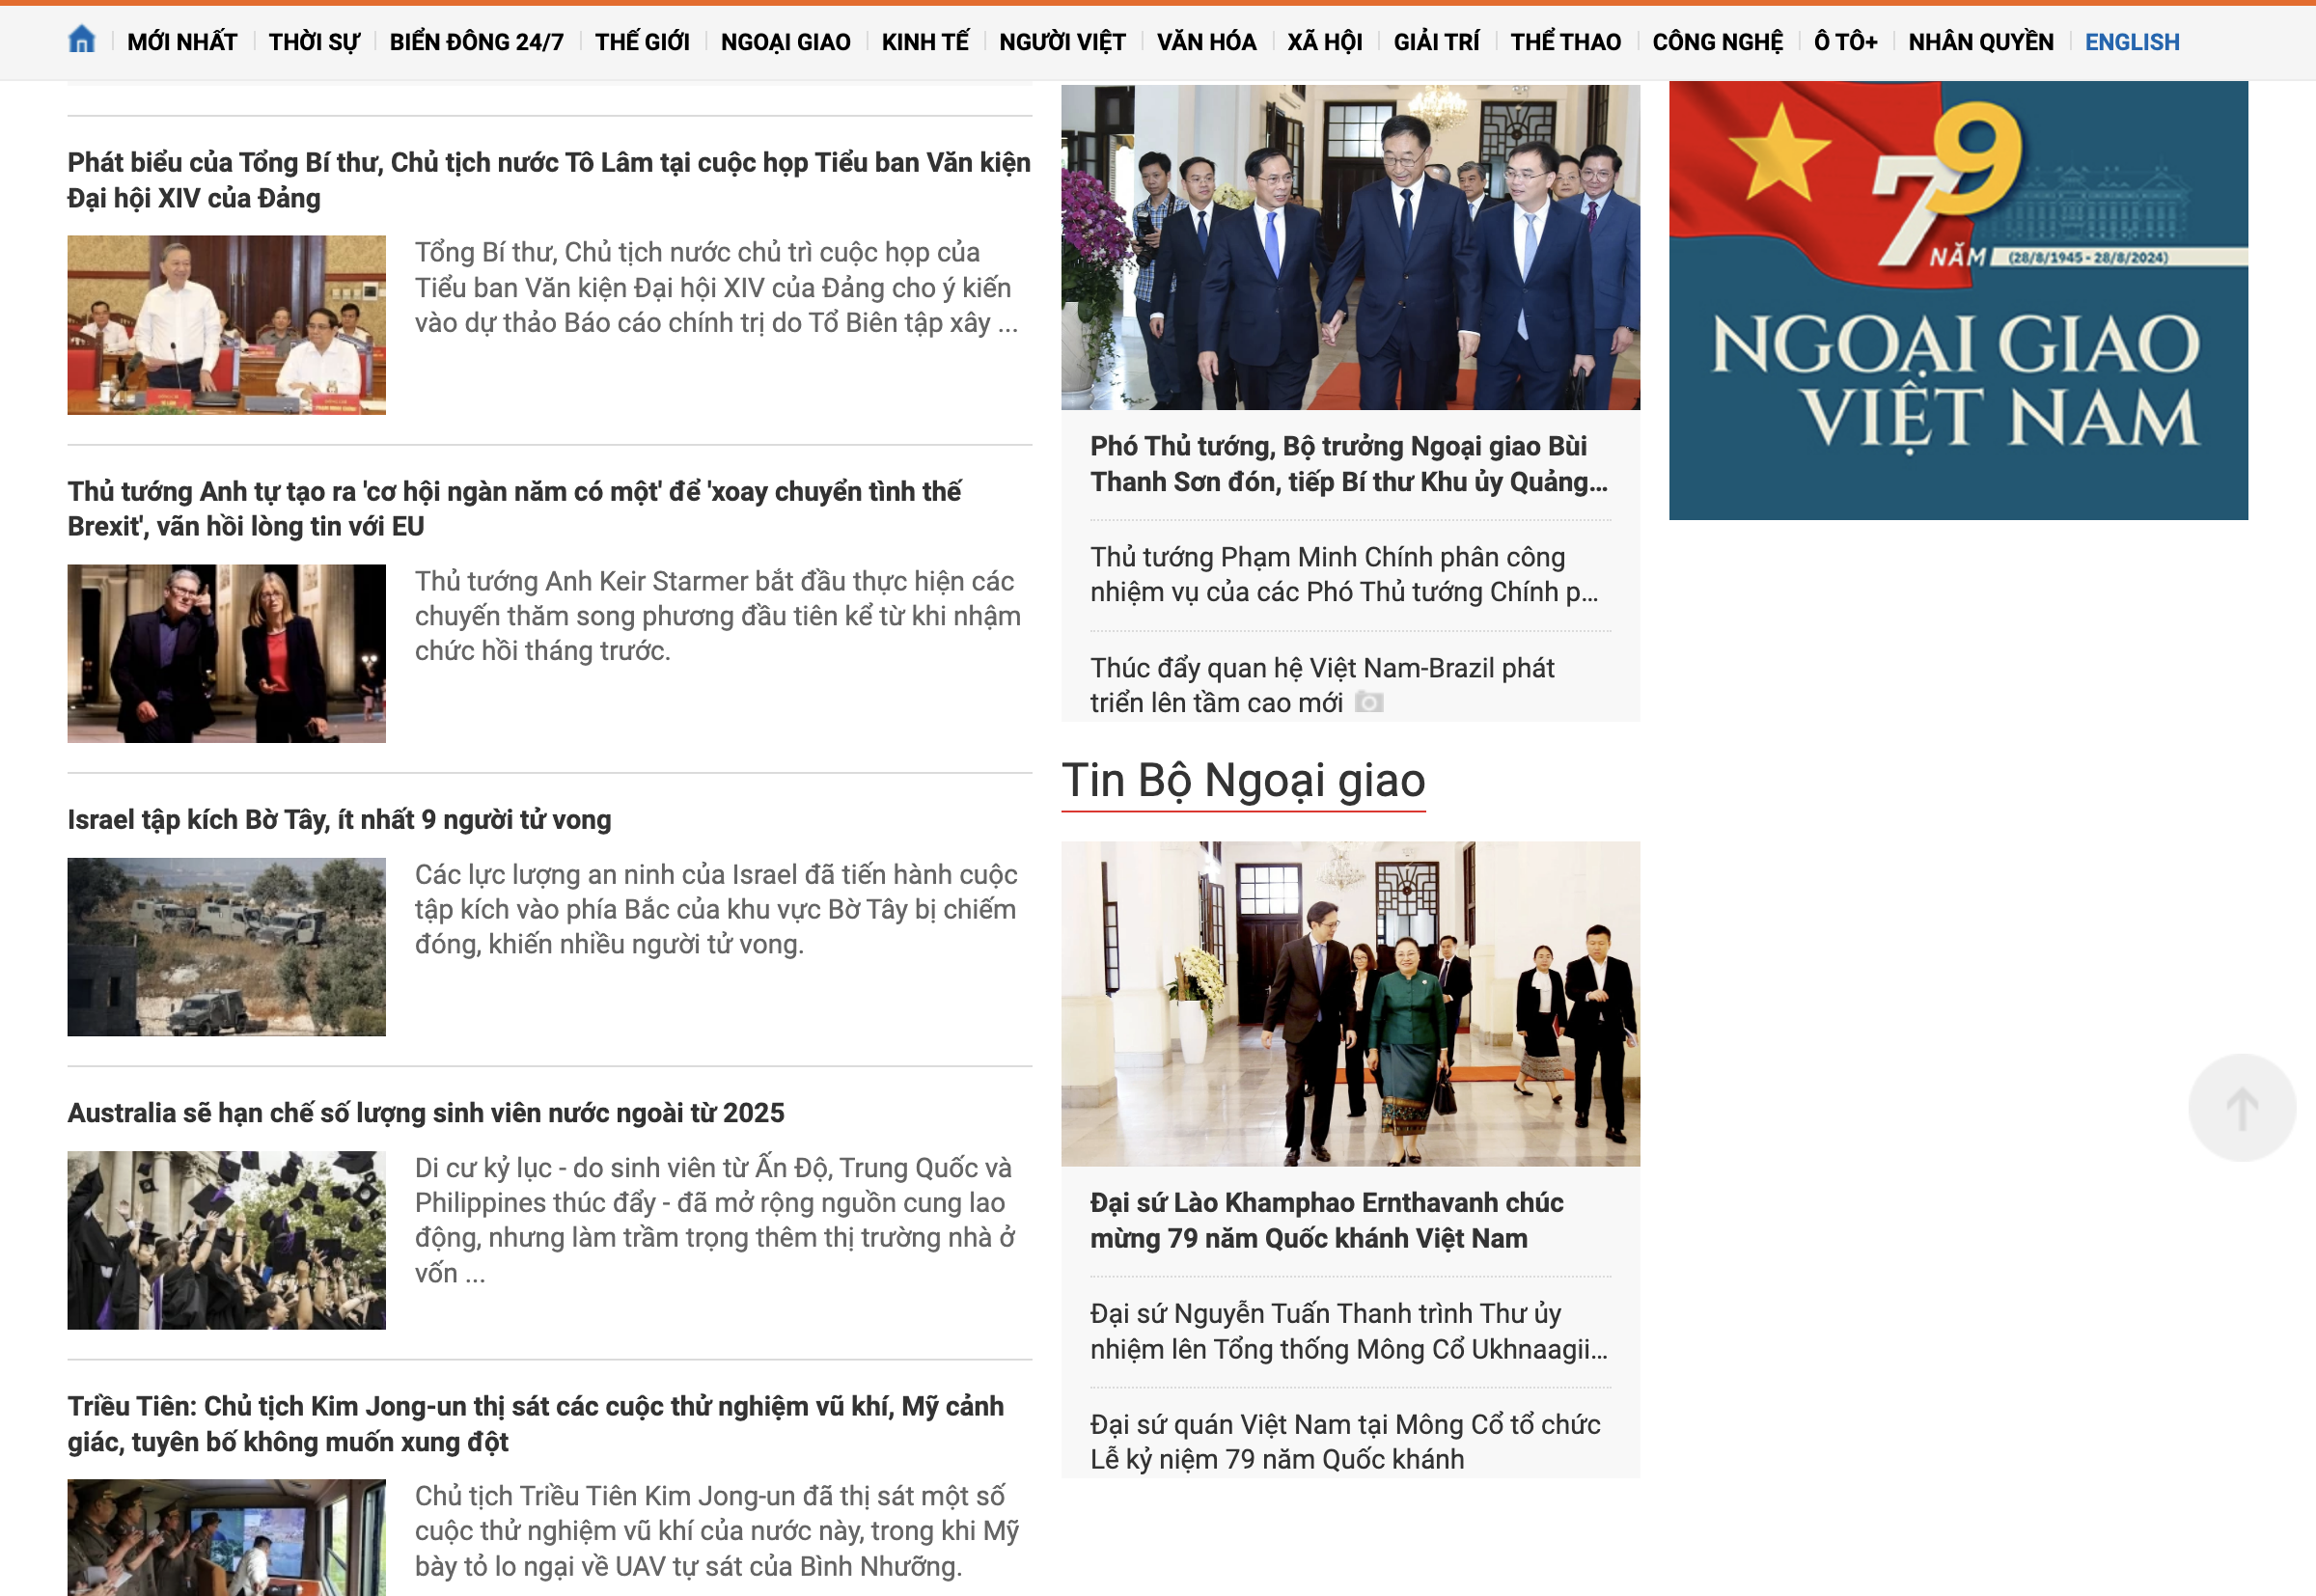 MỚI NHẤT
THỜI SỰ
BIỂN ĐÔNG 24/7
THẾ GIỚI
NGOẠI GIAO
KINH TẾ
NGƯỜI VIỆT
VĂN HÓA
XÃ HỘI
GIẢI TRÍ
THỂ THAO
CÔNG NGHỆ
Ô TÔ+
NHÂN QUYỀN
ENGLISH
Phát biểu của Tổng Bí thư, Chủ tịch nước Tô Lâm tại cuộc họp Tiểu ban Văn kiện
Đại hội XIV của Đảng
Tổng Bí thư, Chủ tịch nước chủ trì cuộc họp của
Tiểu ban Văn kiện Đại hội XIV của Đảng cho ý kiến
vào dự thảo Báo cáo chính trị do Tổ Biên tập xây ...
Thủ tướng Anh tự tạo ra 'cơ hội ngàn năm có một' để 'xoay chuyển tình thế
Brexit', vãn hồi lòng tin với EU
Thủ tướng Anh Keir Starmer bắt đầu thực hiện các
chuyến thăm song phương đầu tiên kể từ khi nhậm
chức hồi tháng trước.
Israel tập kích Bờ Tây, ít nhất 9 người tử vong
Các lực lượng an ninh của Israel đã tiến hành cuộc
tập kích vào phía Bắc của khu vực Bờ Tây bị chiếm
đóng, khiến nhiều người tử vong.
Australia sẽ hạn chế số lượng sinh viên nước ngoài từ 2025
Di cư kỷ lục - do sinh viên từ Ấn Độ, Trung Quốc và
Philippines thúc đẩy - đã mở rộng nguồn cung lao
động, nhưng làm trầm trọng thêm thị trường nhà ở
vốn ...
Triều Tiên: Chủ tịch Kim Jong-un thị sát các cuộc thử nghiệm vũ khí, Mỹ cảnh
giác, tuyên bố không muốn xung đột
Chủ tịch Triều Tiên Kim Jong-un đã thị sát một số
cuộc thử nghiệm vũ khí của nước này, trong khi Mỹ
bày tỏ lo ngại về UAV tự sát của Bình Nhưỡng.
Phó Thủ tướng, Bộ trưởng Ngoại giao Bùi
Thanh Sơn đón, tiếp Bí thư Khu ủy Quảng...
Thủ tướng Phạm Minh Chính phân công
nhiệm vụ của các Phó Thủ tướng Chính p...
Thúc đẩy quan hệ Việt Nam-Brazil phát
triển lên tầm cao mới
Tin Bộ Ngoại giao
Đại sứ Lào Khamphao Ernthavanh chúc
mừng 79 năm Quốc khánh Việt Nam
Đại sứ Nguyễn Tuấn Thanh trình Thư ủy
nhiệm lên Tổng thống Mông Cổ Ukhnaagii...
Đại sứ quán Việt Nam tại Mông Cổ tổ chức
Lễ kỷ niệm 79 năm Quốc khánh
79
NĂM (28/8/1945 - 28/8/2024)
NGOẠI GIAO
VIỆT NAM